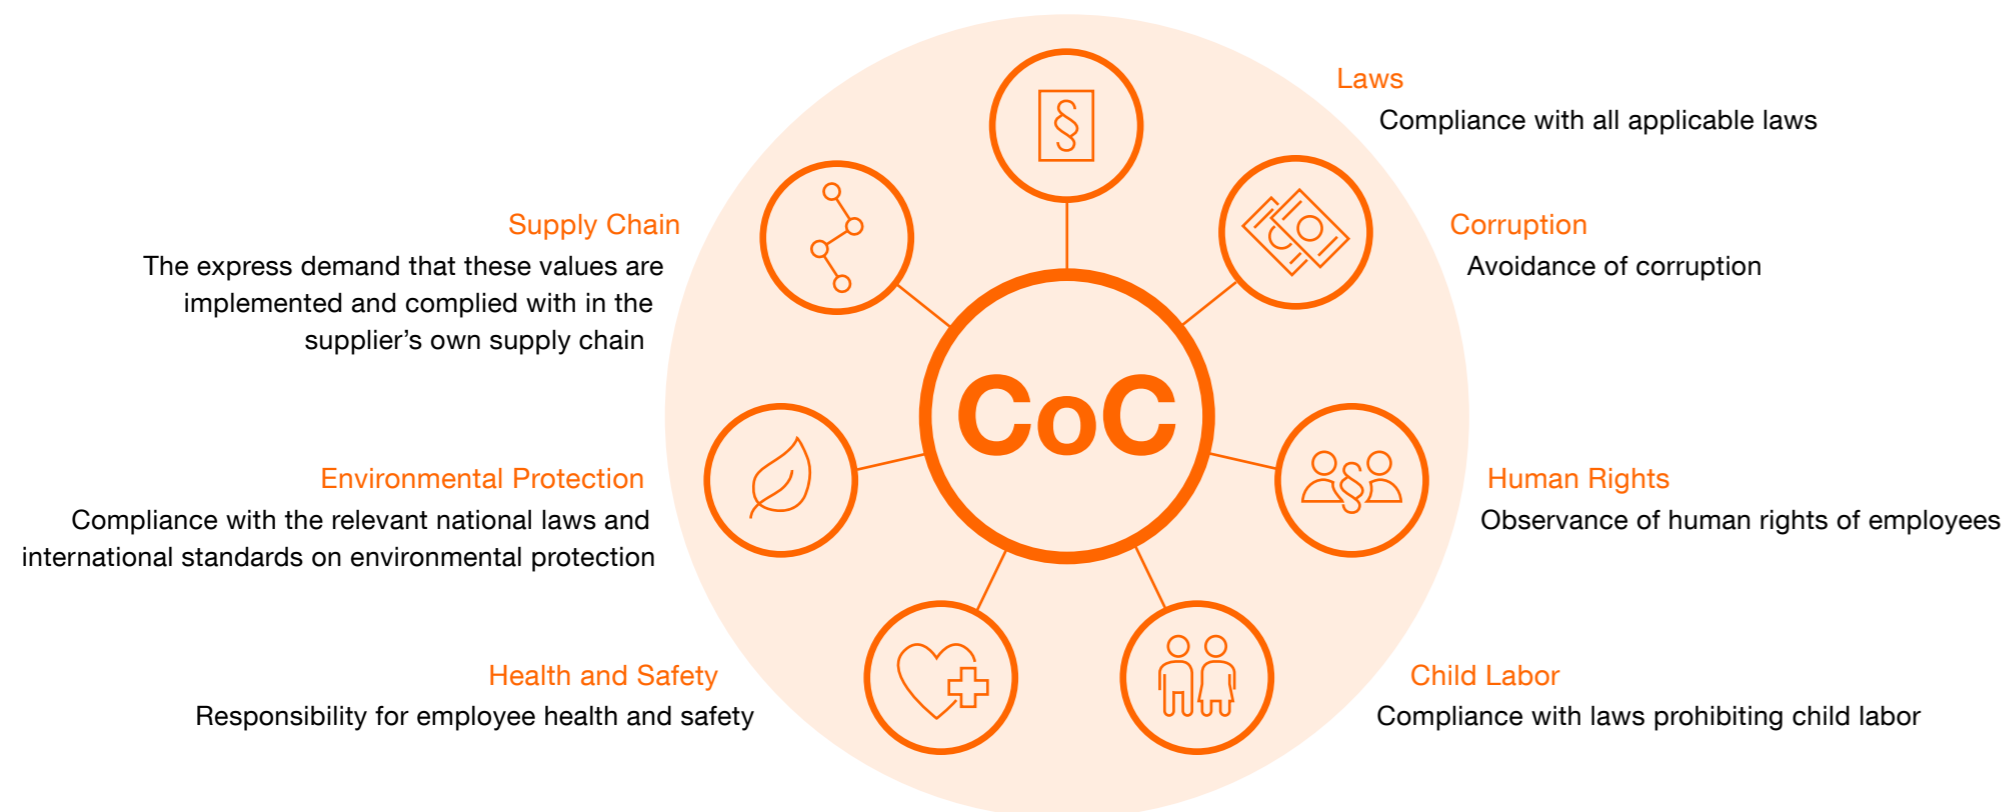 Laws
Compliance with all applicable laws
Corruption
Avoidance of corruption
Human Rights
Observance of human rights of employees
Child Labor
Compliance with laws prohibiting child labor
Health and Safety
Responsibility for employee health and safety
Environmental Protection
Compliance with the relevant national laws and
international standards on environmental protection
Supply Chain
The express demand that these values are
implemented and complied with in the
supplier’s own supply chain
CoC
§
§